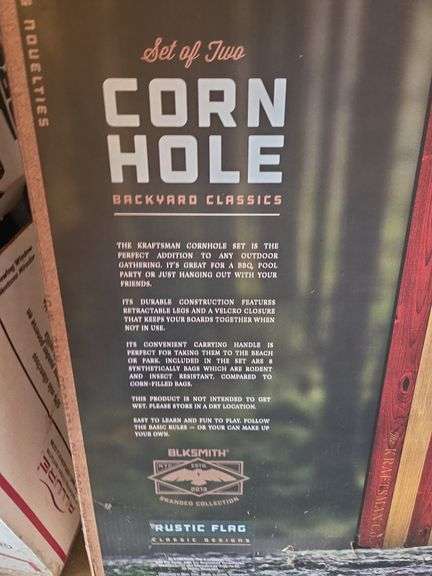 NOVELTIES
Set of Two
CORN
HOLE
BACKYARD CLASSICS
THE KRAFTSMAN CORNHOLE SET IS THE
PERFECT ADDITION TO ANY OUTDOOR
GATHERING. IT'S GREAT FOR A BBQ, POOL
PARTY OR JUST HANGING OUT WITH YOUR
FRIENDS.
ITS DURABLE CONSTRUCTION FEATURES
RETRACTABLE LEGS AND A VELCRO CLOSURE
THAT KEEPS YOUR BOARDS TOGETHER WHEN
NOT IN USE.
ITS CONVENIENT CARRYING HANDLE IS
PERFECT FOR TAKING THEM TO THE BEACH
OR PARK. INCLUDED IN THE SET ARE 8
SYNTHETICALLY BAGS WHICH ARE RODENT
AND INSECT RESISTANT, COMPARED TO
CORN-FILLED BAGS.
THIS PRODUCT IS NOT INTENDED TO GET
WET. PLEASE STORE IN A DRY LOCATION.
EASY TO LEARN AND FUN TO PLAY. FOLLOW
THE BASIC RULES — OR YOUR CAN MAKE UP
YOUR OWN.
BLKSMITH
NYC ESTD.
2013
BRANDED COLLECTION
RUSTIC FLAG
CLASSIC DESIGNS
The KRAFTSMAN